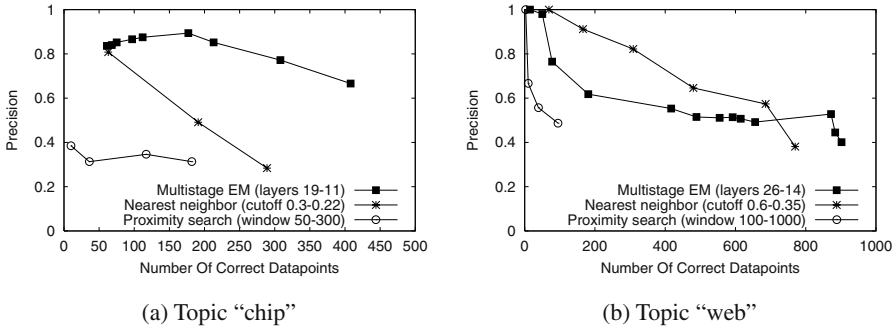 1
0.8
0.6
0.4
0.2
0
Precision
Multistage EM (layers 19-11)
Nearest neighbor (cutoff 0.3-0.22)
Proximity search (window 50-300)
0 50 100 150 200 250 300 350 400 450 500
Number Of Correct Datapoints
(a) Topic “chip”
1
0.8
0.6
0.4
0.2
0
Precision
Multistage EM (layers 26-14)
Nearest neighbor (cutoff 0.6-0.35)
Proximity search (window 100-1000)
0 200 400 600 800 1000
Number Of Correct Datapoints
(b) Topic “web”